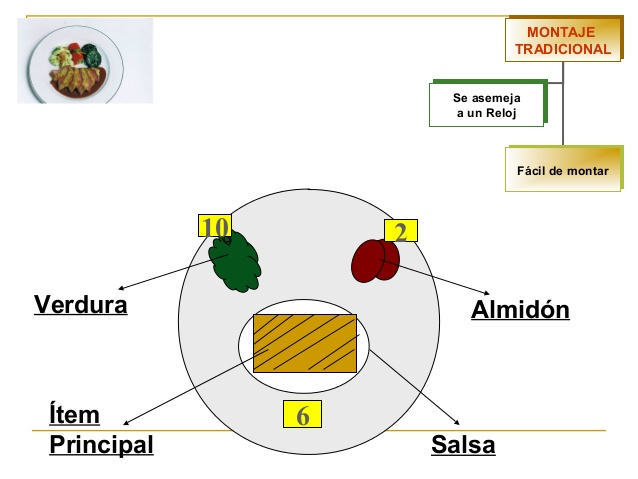 MONTAJE
TRADICIONAL
Se asemeja
a un Reloj
Fácil de montar
10
2
Verdura
Almidón
6
Ítem
Principal
Salsa